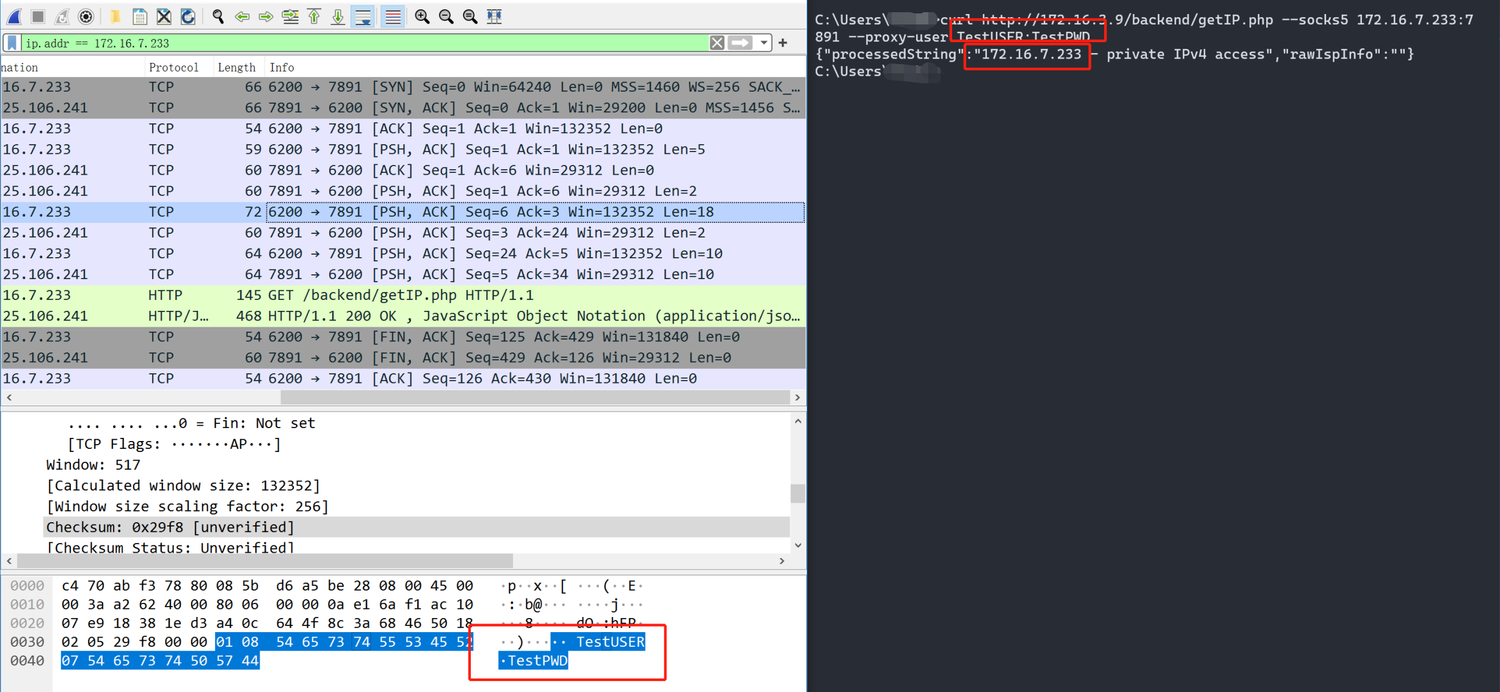 ip.addr == 172.16.7.233
nation Protocol Length Info
16.7.233 TCP 66 6200 → 7891 [SYN] Seq=0 Win=64240 Len=0 MSS=1460 WS=256 SACK_…
25.106.241 TCP 66 7891 → 6200 [SYN, ACK] Seq=0 Ack=1 Win=29200 Len=0 MSS=1456 S…
16.7.233 TCP 54 6200 → 7891 [ACK] Seq=1 Ack=1 Win=132352 Len=0
16.7.233 TCP 59 6200 → 7891 [PSH, ACK] Seq=1 Ack=1 Win=132352 Len=5
25.106.241 TCP 60 7891 → 6200 [ACK] Seq=1 Ack=6 Win=29312 Len=0
25.106.241 TCP 60 7891 → 6200 [PSH, ACK] Seq=1 Ack=6 Win=29312 Len=2
16.7.233 TCP 72 6200 → 7891 [PSH, ACK] Seq=6 Ack=3 Win=132352 Len=18
25.106.241 TCP 60 7891 → 6200 [PSH, ACK] Seq=3 Ack=24 Win=29312 Len=2
16.7.233 TCP 64 6200 → 7891 [PSH, ACK] Seq=24 Ack=5 Win=132352 Len=10
25.106.241 TCP 64 7891 → 6200 [PSH, ACK] Seq=5 Ack=34 Win=29312 Len=10
16.7.233 HTTP 145 GET /backend/getIP.php HTTP/1.1
25.106.241 HTTP/J… 468 HTTP/1.1 200 OK , JavaScript Object Notation (application/jso…
16.7.233 TCP 54 6200 → 7891 [FIN, ACK] Seq=125 Ack=429 Win=131840 Len=0
25.106.241 TCP 60 7891 → 6200 [FIN, ACK] Seq=429 Ack=126 Win=29312 Len=0
16.7.233 TCP 54 6200 → 7891 [ACK] Seq=126 Ack=430 Win=131840 Len=0
.... .... ...0 = Fin: Not set
[TCP Flags: ·······AP···]
Window: 517
[Calculated window size: 132352]
[Window size scaling factor: 256]
Checksum: 0x29f8 [unverified]
[Checksum Status: Unverified]
0000 c4 70 ab f3 78 80 08 5b d6 a5 be 28 08 00 45 00 ·p··x··[ ···(··E·
0010 00 3a a2 62 40 00 80 06 00 00 0a e1 6a f1 ac 10 ·:·b@··· ····j···
0020 07 e9 18 38 1e d3 a4 0c 64 4f 8c 3a 68 46 50 18 ···8···· dO·:hFP·
0030 02 05 29 f8 00 00 01 08 54 65 73 74 55 53 45 52 ··)····· TestUSER
0040 07 54 65 73 74 50 57 44 ·TestPWD
C:\Users\ curl http://172.16.3.9/backend/getIP.php --socks5 172.16.7.233:7
891 --proxy-user TestUSER:TestPWD
{"processedString":"172.16.7.233 - private IPv4 access","rawIspInfo":""}
C:\Users\